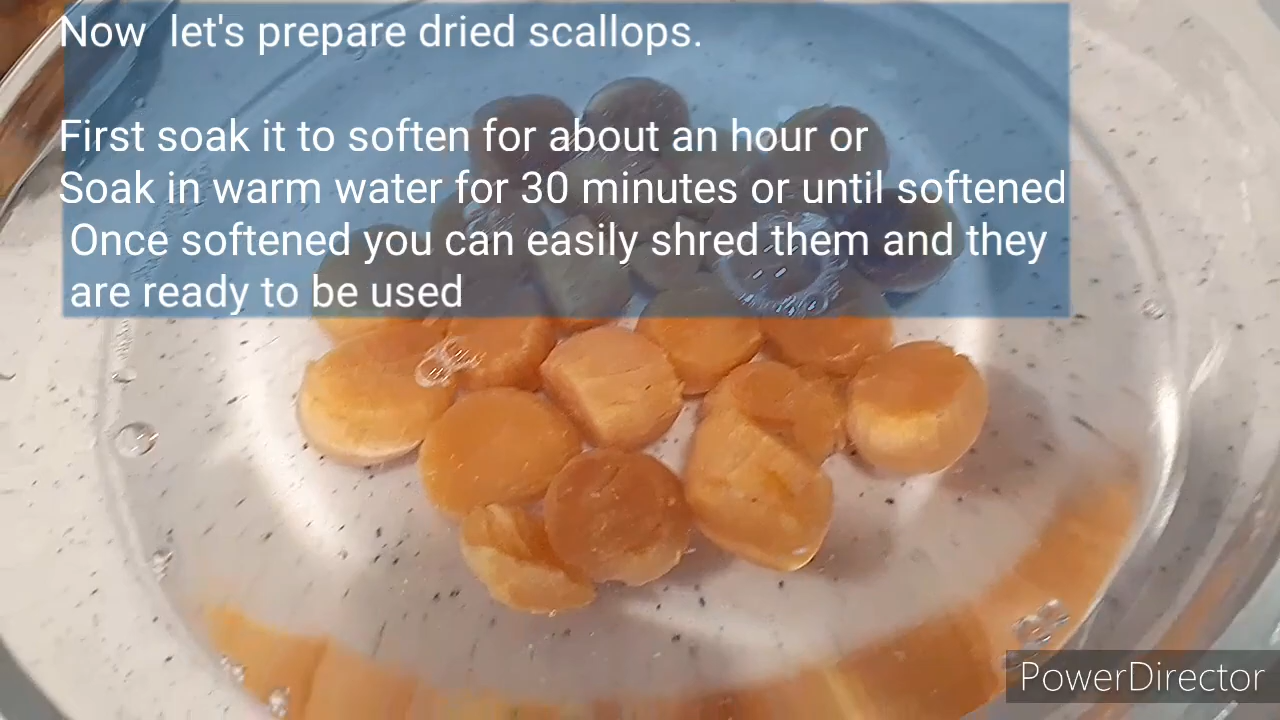 Now let's prepare dried scallops.
First soak it to soften for about an hour or
Soak in warm water for 30 minutes or until softened
Once softened you can easily shred them and they
are ready to be used
PowerDirector